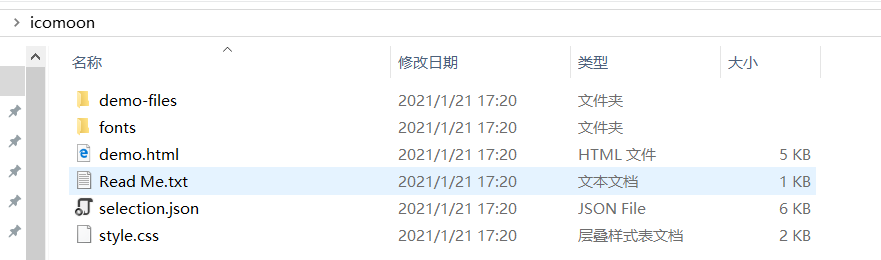 icomoon
名称 修改日期 类型 大小
demo-files 2021/1/21 17:20 文件夹
fonts 2021/1/21 17:20 文件夹
demo.html 2021/1/21 17:20 HTML 文件 5 KB
Read Me.txt 2021/1/21 17:20 文本文档 1 KB
selection.json 2021/1/21 17:20 JSON File 6 KB
style.css 2021/1/21 17:20 层叠样式表文档 2 KB